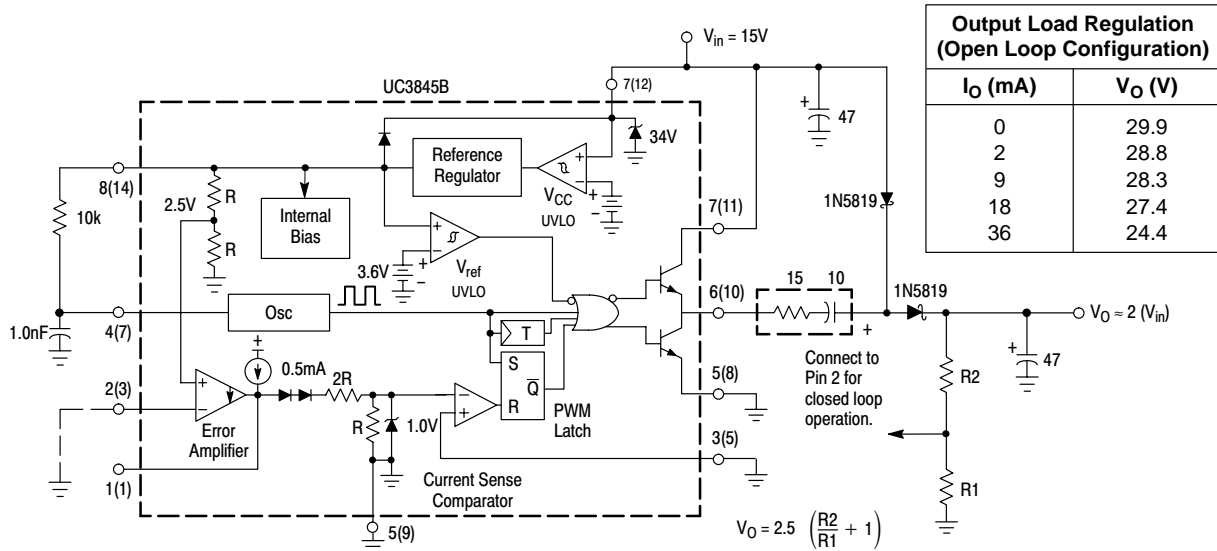 V_in = 15V
Output Load Regulation
(Open Loop Configuration)
I_O (mA)
V_O (V)
0
29.9
2
28.8
9
28.3
18
27.4
36
24.4
UC3845B
7(12)
+
47
34V
Reference
Regulator
+
−
V_CC
UVLO
+
−
8(14)
R
2.5V
R
Internal
Bias
10k
1N5819
7(11)
+
−
3.6V
+
−
V_ref
UVLO
15
10
6(10)
+
1N5819
V_O ≈ 2 (V_in)
Osc
T
4(7)
1.0nF
+
0.5mA
S
Q
R
PWM
Latch
2R
−
+
Connect to
Pin 2 for
closed loop
operation.
+
47
R2
5(8)
2(3)
+
−
Error
Amplifier
R
1.0V
3(5)
1(1)
Current Sense
Comparator
R1
5(9)
V_O = 2.5 (R2/R1 + 1)